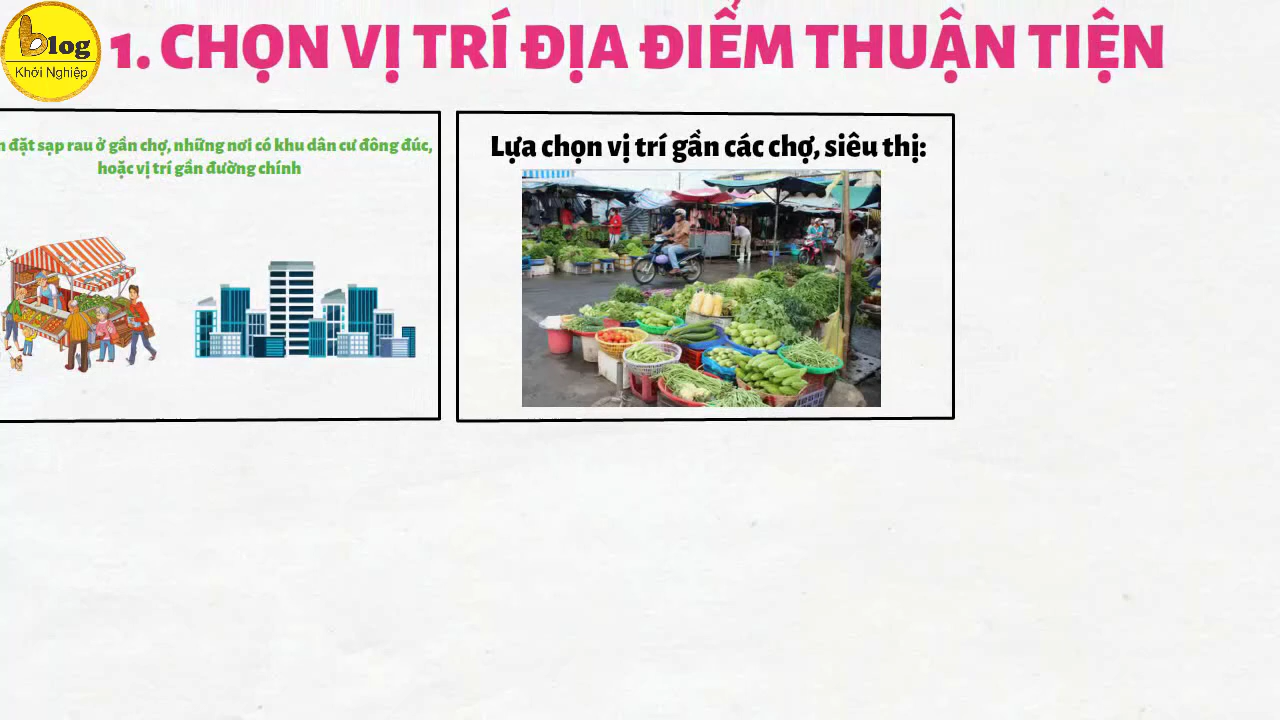 blog
Khởi Nghiệp
1. CHỌN VỊ TRÍ ĐỊA ĐIỂM THUẬN TIỆN
đặt sạp rau ở gần chợ, những nơi có khu dân cư đông đúc,
hoặc vị trí gần đường chính
Lựa chọn vị trí gần các chợ, siêu thị: